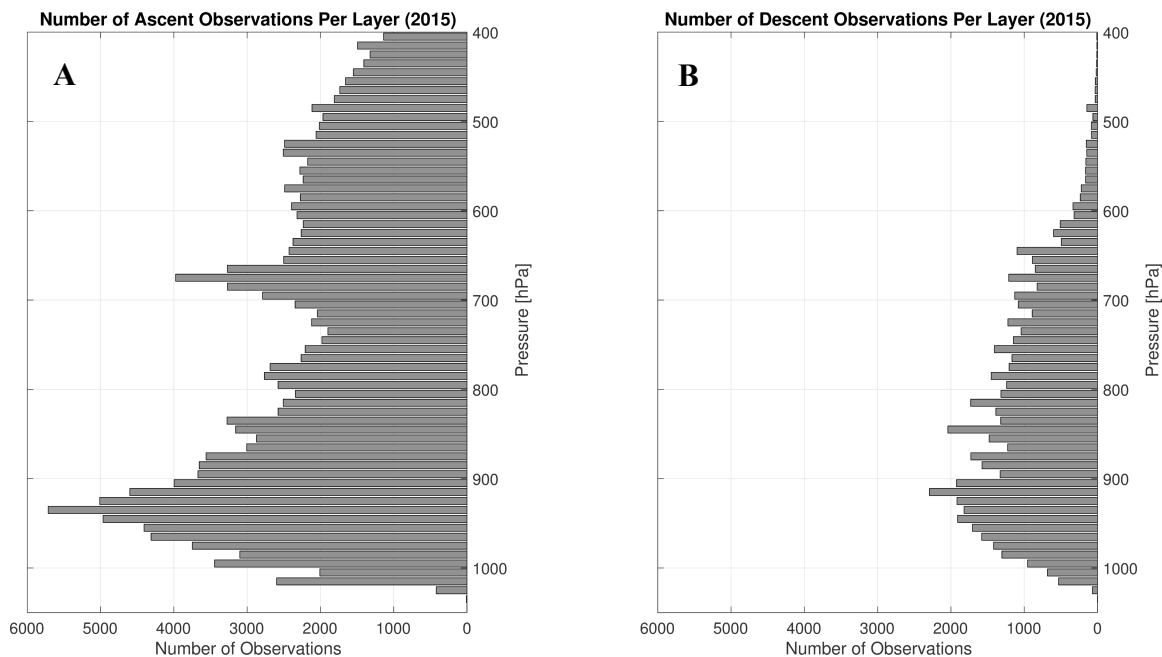 Number of Ascent Observations Per Layer (2015)
A
400
500
600
700
800
900
1000
Pressure [hPa]
6000 5000 4000 3000 2000 1000 0
Number of Observations
Number of Descent Observations Per Layer (2015)
B
400
500
600
700
800
900
1000
Pressure [hPa]
6000 5000 4000 3000 2000 1000 0
Number of Observations